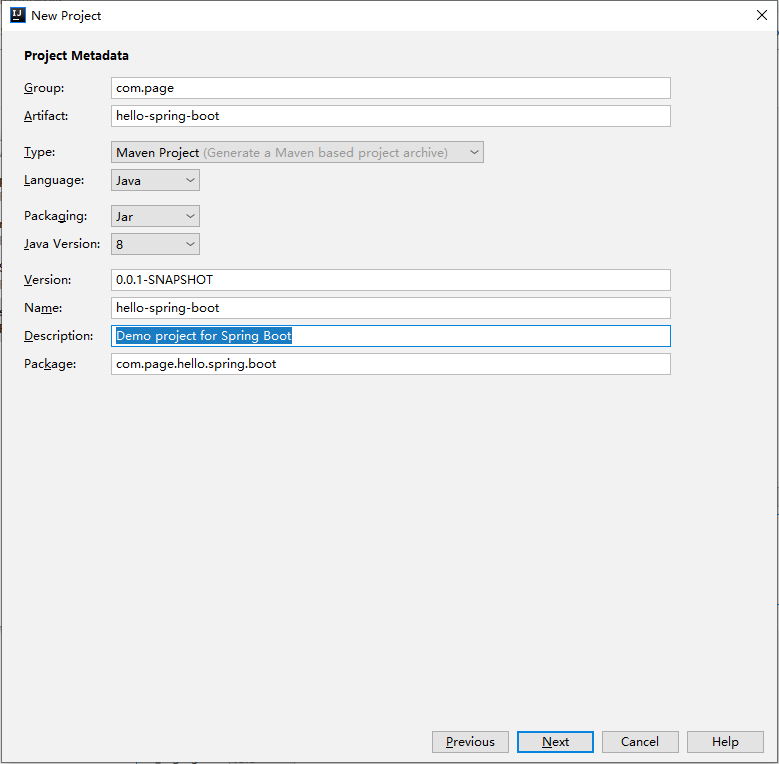 New Project
Project Metadata
Group: com.page
Artifact: hello-spring-boot
Type: Maven Project (Generate a Maven based project archive)
Language: Java
Packaging: Jar
Java Version: 8
Version: 0.0.1-SNAPSHOT
Name: hello-spring-boot
Description: Demo project for Spring Boot
Package: com.page.hello.spring.boot
Previous Next Cancel Help